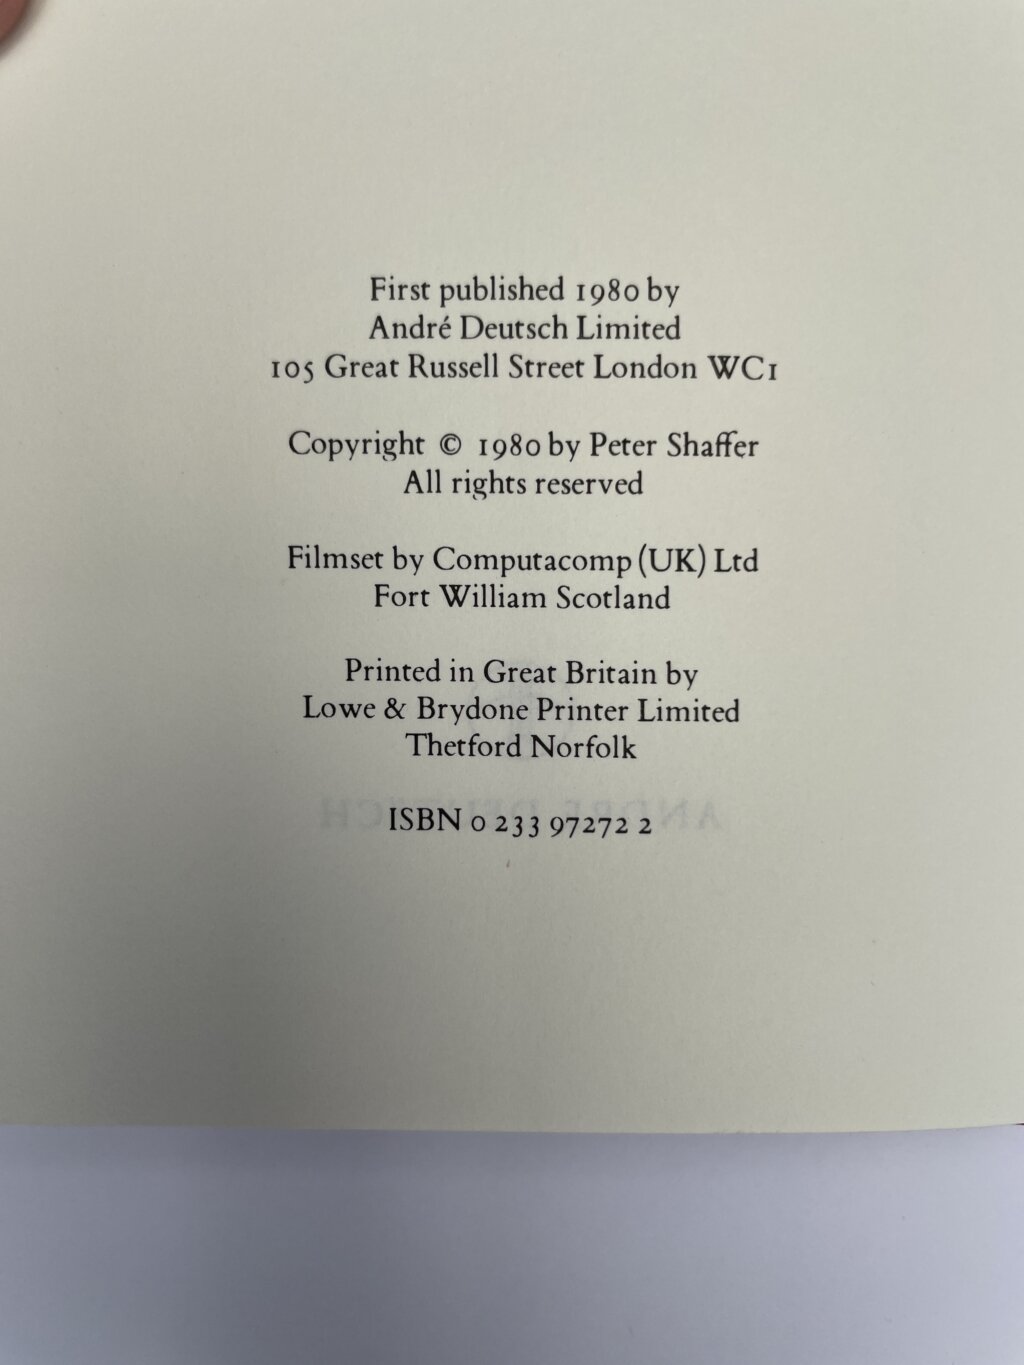 First published 1980 by
André Deutsch Limited
105 Great Russell Street London WC1
Copyright © 1980 by Peter Shaffer
All rights reserved
Filmset by Computacomp (UK) Ltd
Fort William Scotland
Printed in Great Britain by
Lowe & Brydone Printer Limited
Thetford Norfolk
ISBN 0 233 97272 2